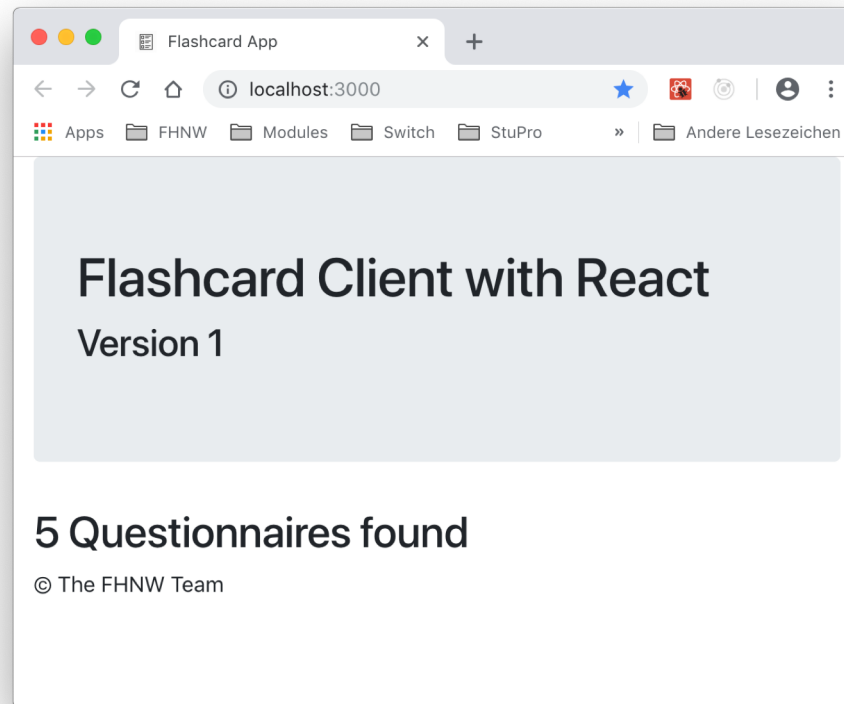 Flashcard App
localhost:3000
Apps FHNW Modules Switch StuPro » Andere Lesezeichen
Flashcard Client with React
Version 1
5 Questionnaires found
© The FHNW Team